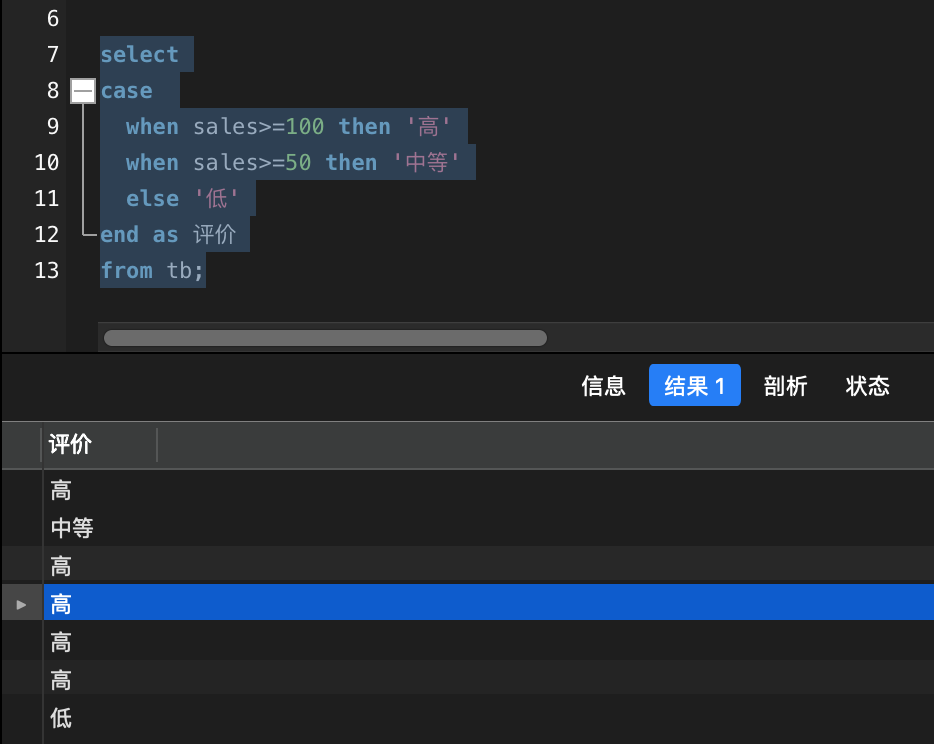 6
7 select
8 case
9 when sales>=100 then '高'
10 when sales>=50 then '中等'
11 else '低'
12 end as 评价
13 from tb;
信息 结果 1 剖析 状态
评价
高
中等
高
高
高
高
低